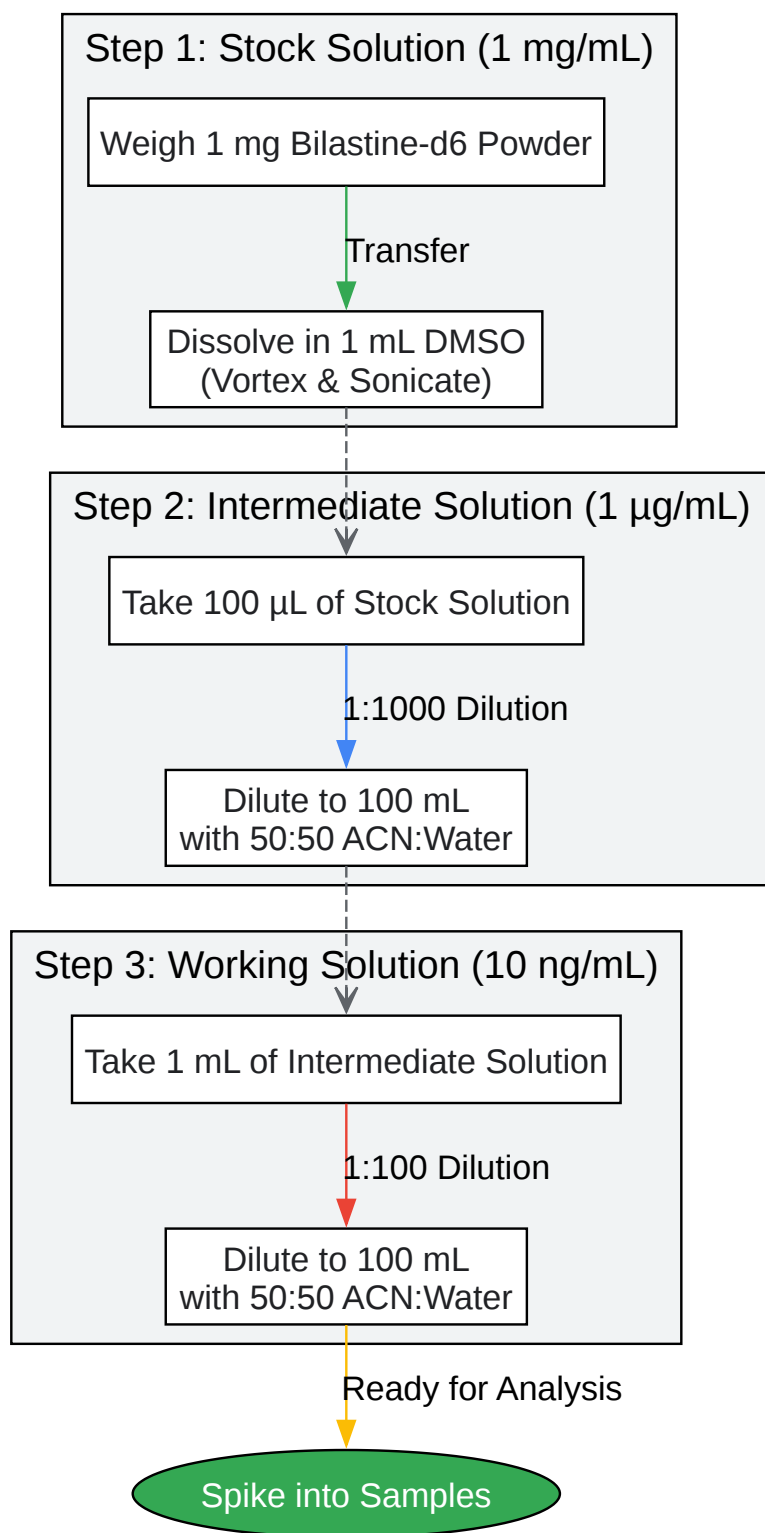 Step 1: Stock Solution (1 mg/mL)
Weigh 1 mg Bilastine-d6 Powder
Transfer
Dissolve in 1 mL DMSO
(Vortex & Sonicate)
Step 2: Intermediate Solution (1 µg/mL)
Take 100 µL of Stock Solution
1:1000 Dilution
Dilute to 100 mL
with 50:50 ACN:Water
Step 3: Working Solution (10 ng/mL)
Take 1 mL of Intermediate Solution
1:100 Dilution
Dilute to 100 mL
with 50:50 ACN:Water
Ready for Analysis
Spike into Samples